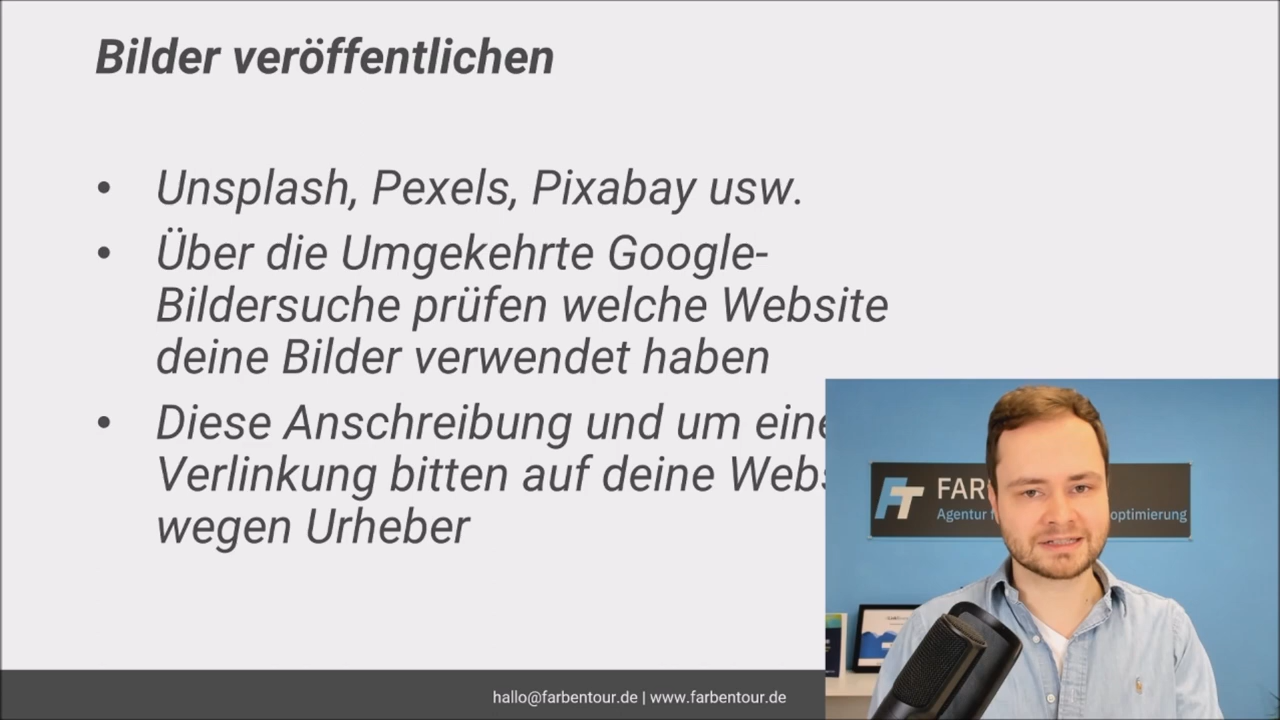 Bilder veröffentlichen
• Unsplash, Pexels, Pixabay usw.
• Über die Umgekehrte Google-
Bildersuche prüfen welche Website
deine Bilder verwendet haben
• Diese Anschreibung und um eine
Verlinkung bitten auf deine Webs
wegen Urheber
FT FAR
Agentur optimierung
hallo@farbentour.de | www.farbentour.de